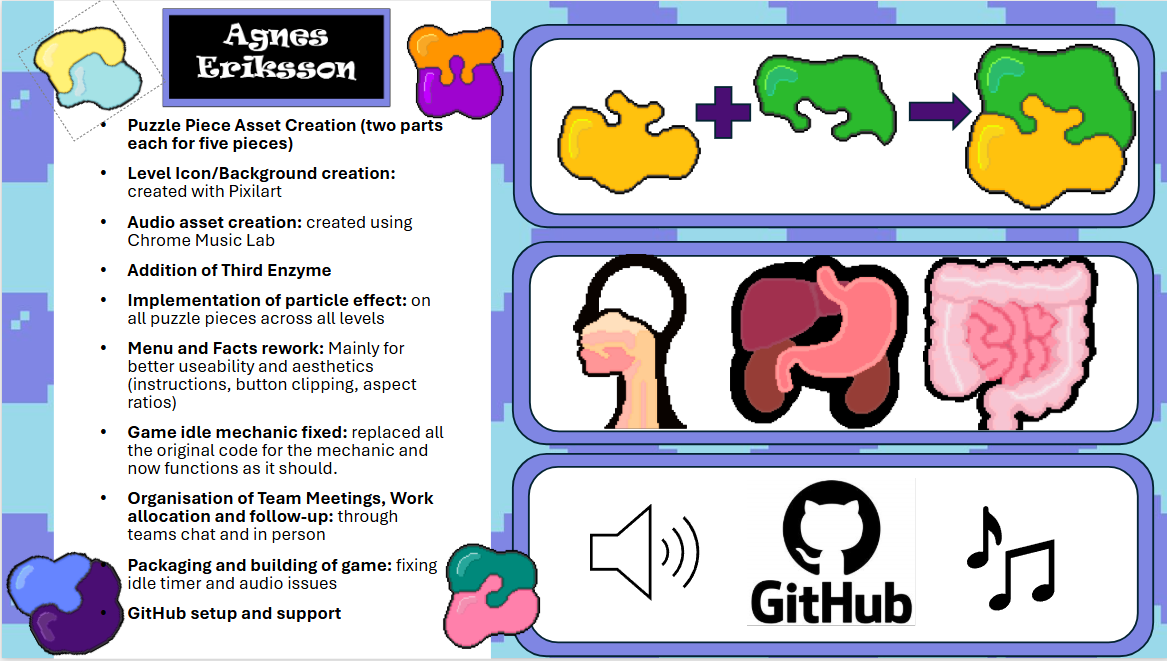 Agnes
Eriksson
• Puzzle Piece Asset Creation (two parts
each for five pieces)
• Level Icon/Background creation:
created with Pixilart
• Audio asset creation: created using
Chrome Music Lab
• Addition of Third Enzyme
• Implementation of particle effect: on
all puzzle pieces across all levels
• Menu and Facts rework: Mainly for
better useability and aesthetics
(instructions, button clipping, aspect
ratios)
• Game idle mechanic fixed: replaced all
the original code for the mechanic and
now functions as it should.
• Organisation of Team Meetings, Work
allocation and follow-up: through
teams chat and in person
• Packaging and building of game: fixing
idle timer and audio issues
• GitHub setup and support
GitHub